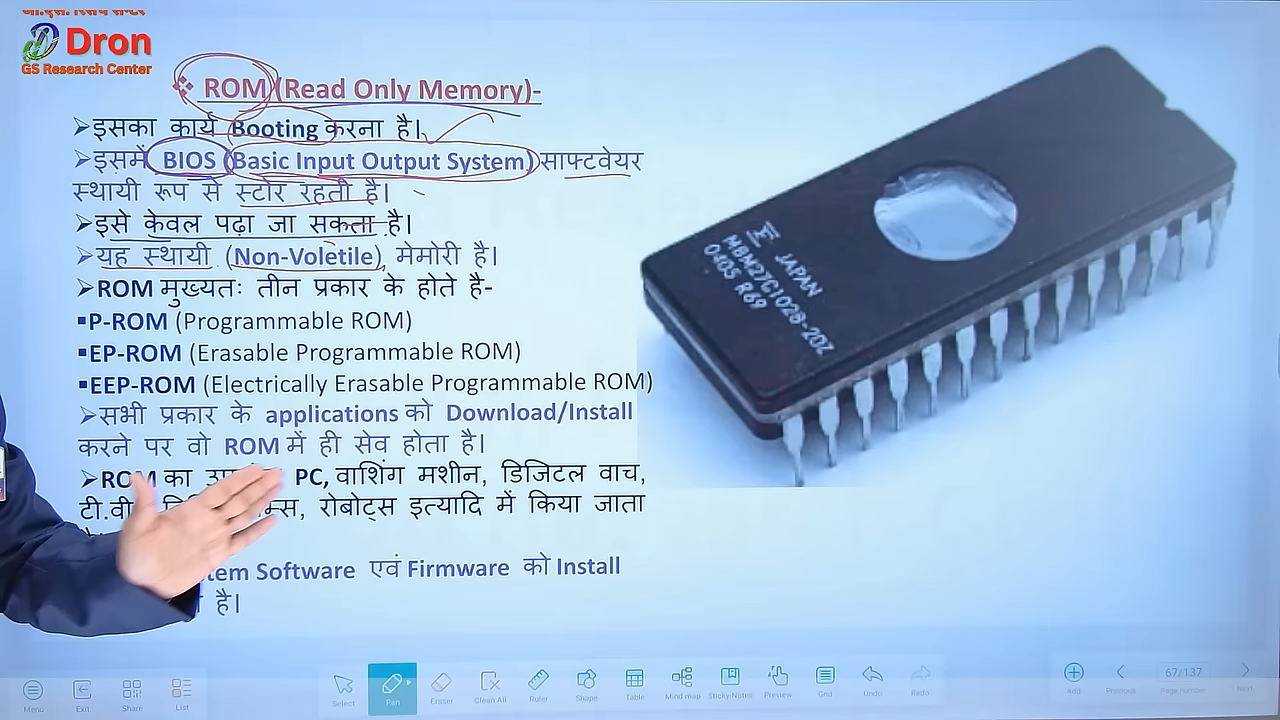 जी.एस. रिसर्च सेन्टर
Dron
GS Research Center
❖ ROM (Read Only Memory)-
➢इसका कार्य Booting करना है।
➢इसमें BIOS (Basic Input Output System) साफ्टवेयर
स्थायी रूप से स्टोर रहती है।
➢इसे केवल पढ़ा जा सकता है।
➢यह स्थायी (Non-Voletile) मेमोरी है।
➢ROM मुख्यतः तीन प्रकार के होते है-
▪P-ROM (Programmable ROM)
▪EP-ROM (Erasable Programmable ROM)
▪EEP-ROM (Electrically Erasable Programmable ROM)
➢सभी प्रकार के applications को Download/Install
करने पर वो ROM में ही सेव होता है।
➢ROM का PC, वाशिंग मशीन, डिजिटल वाच,
टी.वी. रोबोट्स इत्यादि में किया जाता
Software एवं Firmware को Install
है।
JAPAN
MBM27C1028-20Z
0405 R69
Menu
Exit
Share
List
Select
Pen
Eraser
Clean All
Ruler
Shape
Table
Mind map
Sticky-Notes
Preview
Grid
Undo
Redo
Add
Previous
67/137
Page number
Next